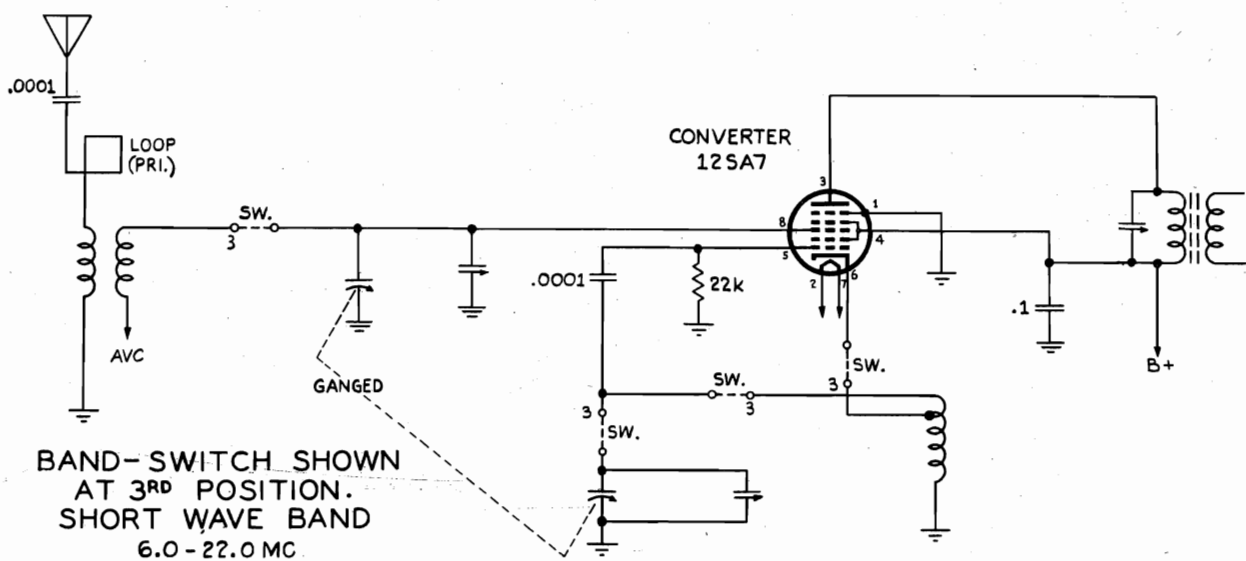 .0001
LOOP
(PRI.)
CONVERTER
12SA7
3
1
SW.
3
8
4
5
.0001
22k
2
7
6
.1
AVC
GANGED
SW.
3
B+
SW.
3
3
SW.
BAND-SWITCH SHOWN
AT 3RD POSITION.
SHORT WAVE BAND
6.0-22.0 MC